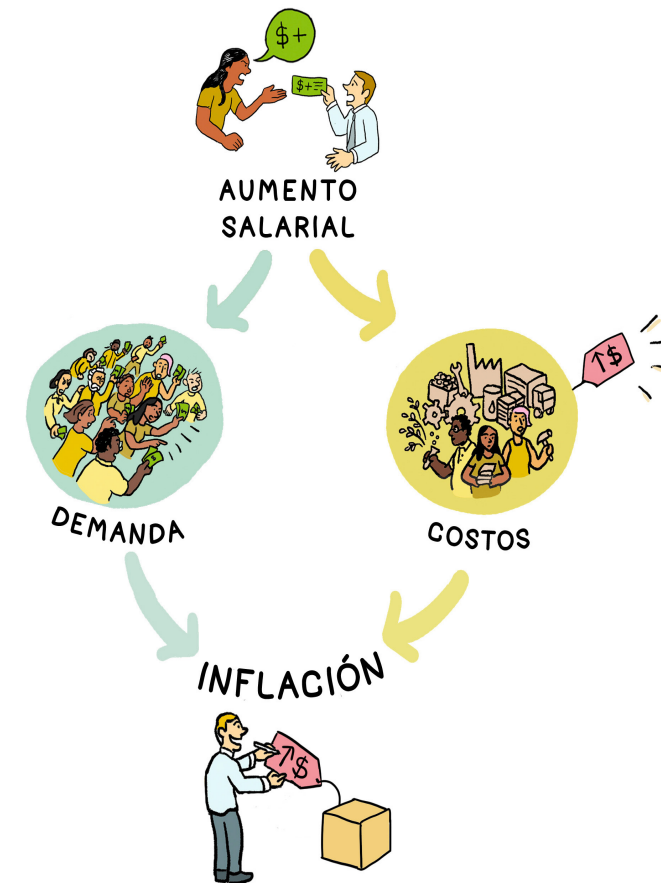 $+
$+
AUMENTO
SALARIAL
↑$
DEMANDA
COSTOS
INFLACIÓN
↑$